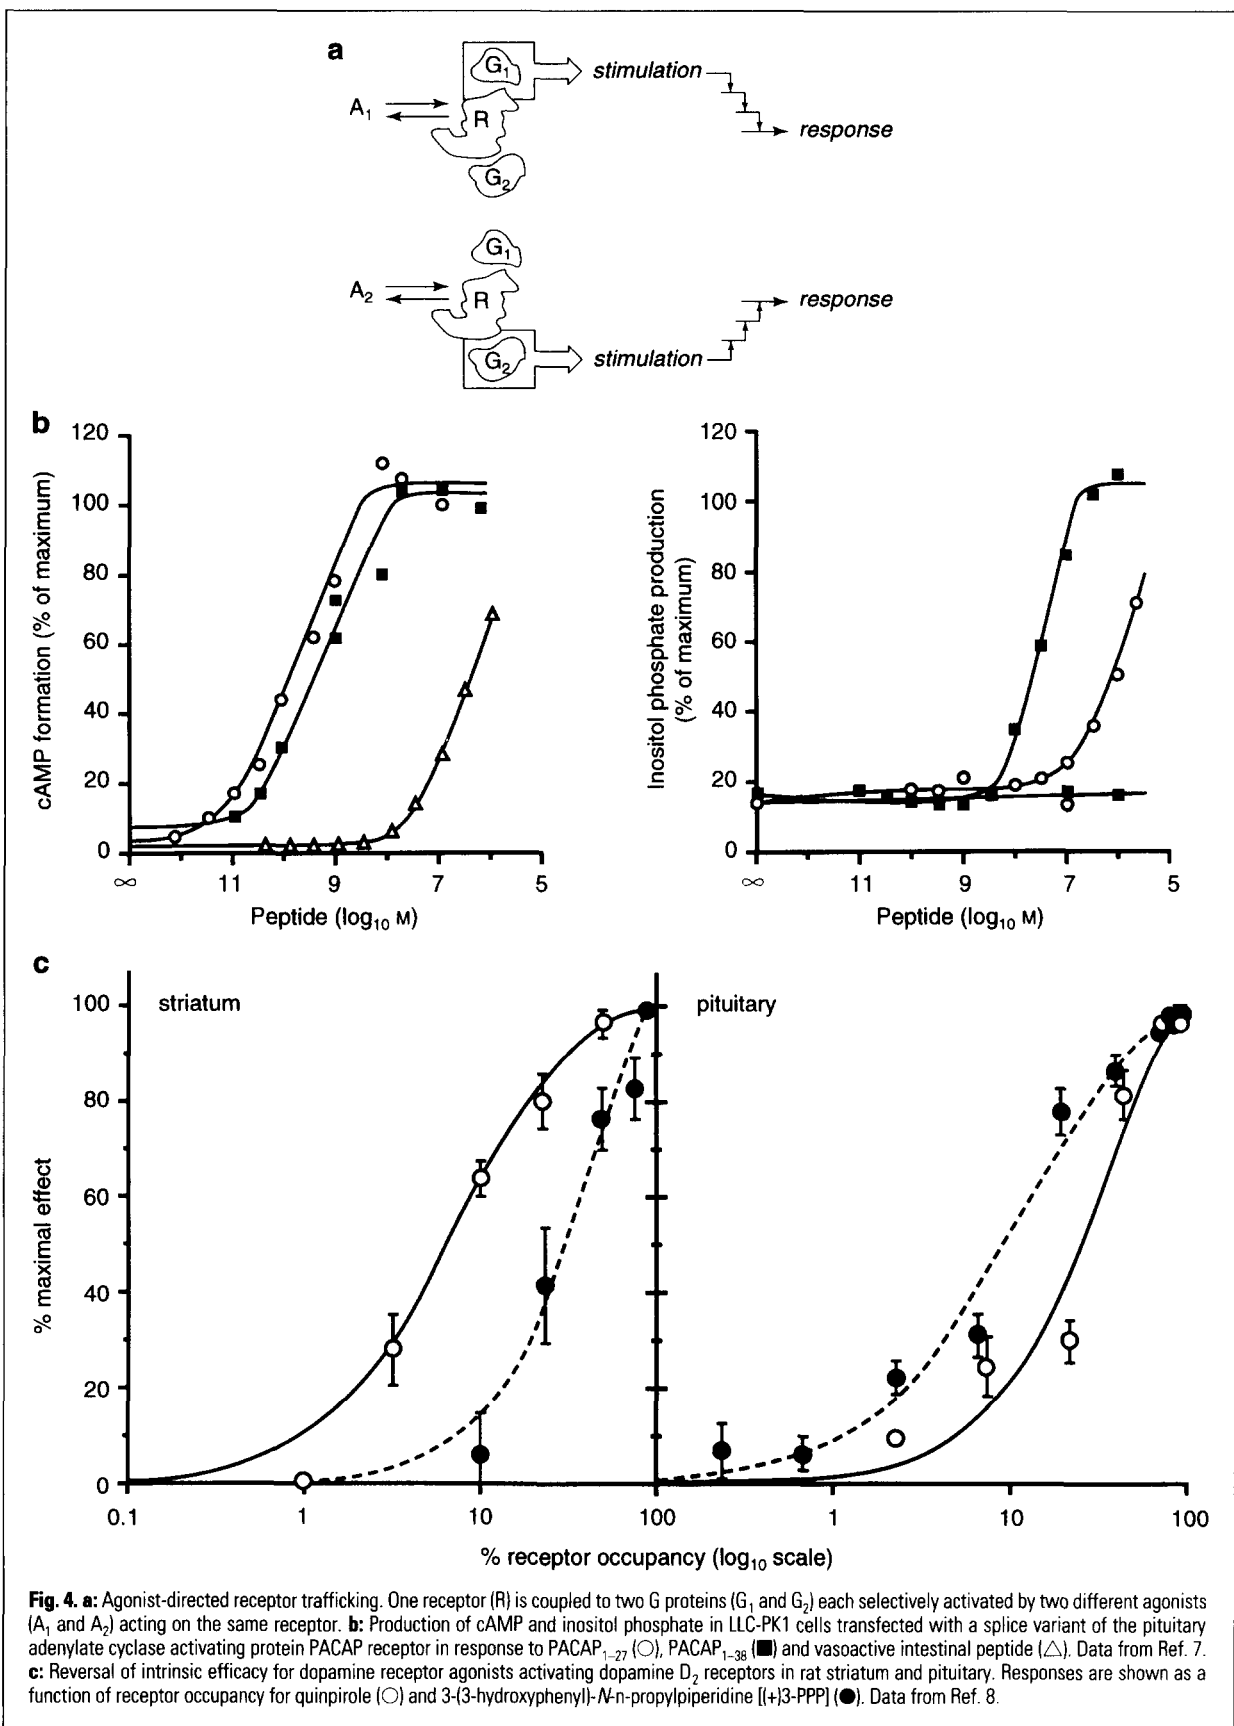 a
G1
stimulation
A1
R
response
G2
G1
A2
R
response
G2
stimulation
b
120
100
80
60
40
20
0
cAMP formation (% of maximum)
∞
11
9
7
5
Peptide (log10 M)
120
100
80
60
40
20
0
Inositol phosphate production
(% of maximum)
∞
11
9
7
5
Peptide (log10 M)
c
striatum
pituitary
100
80
60
40
20
0
% maximal effect
0.1
1
10
100
1
10
100
% receptor occupancy (log10 scale)
Fig. 4. a: Agonist-directed receptor trafficking. One receptor (R) is coupled to two G proteins (G1 and G2) each selectively activated by two different agonists
(A1 and A2) acting on the same receptor. b: Production of cAMP and inositol phosphate in LLC-PK1 cells transfected with a splice variant of the pituitary
adenylate cyclase activating protein PACAP receptor in response to PACAP1–27 (○), PACAP1–38 (■) and vasoactive intestinal peptide (△). Data from Ref. 7.
c: Reversal of intrinsic efficacy for dopamine receptor agonists activating dopamine D2 receptors in rat striatum and pituitary. Responses are shown as a
function of receptor occupancy for quinpirole (○) and 3-(3-hydroxyphenyl)-N-n-propylpiperidine [(+)3-PPP] (●). Data from Ref. 8.